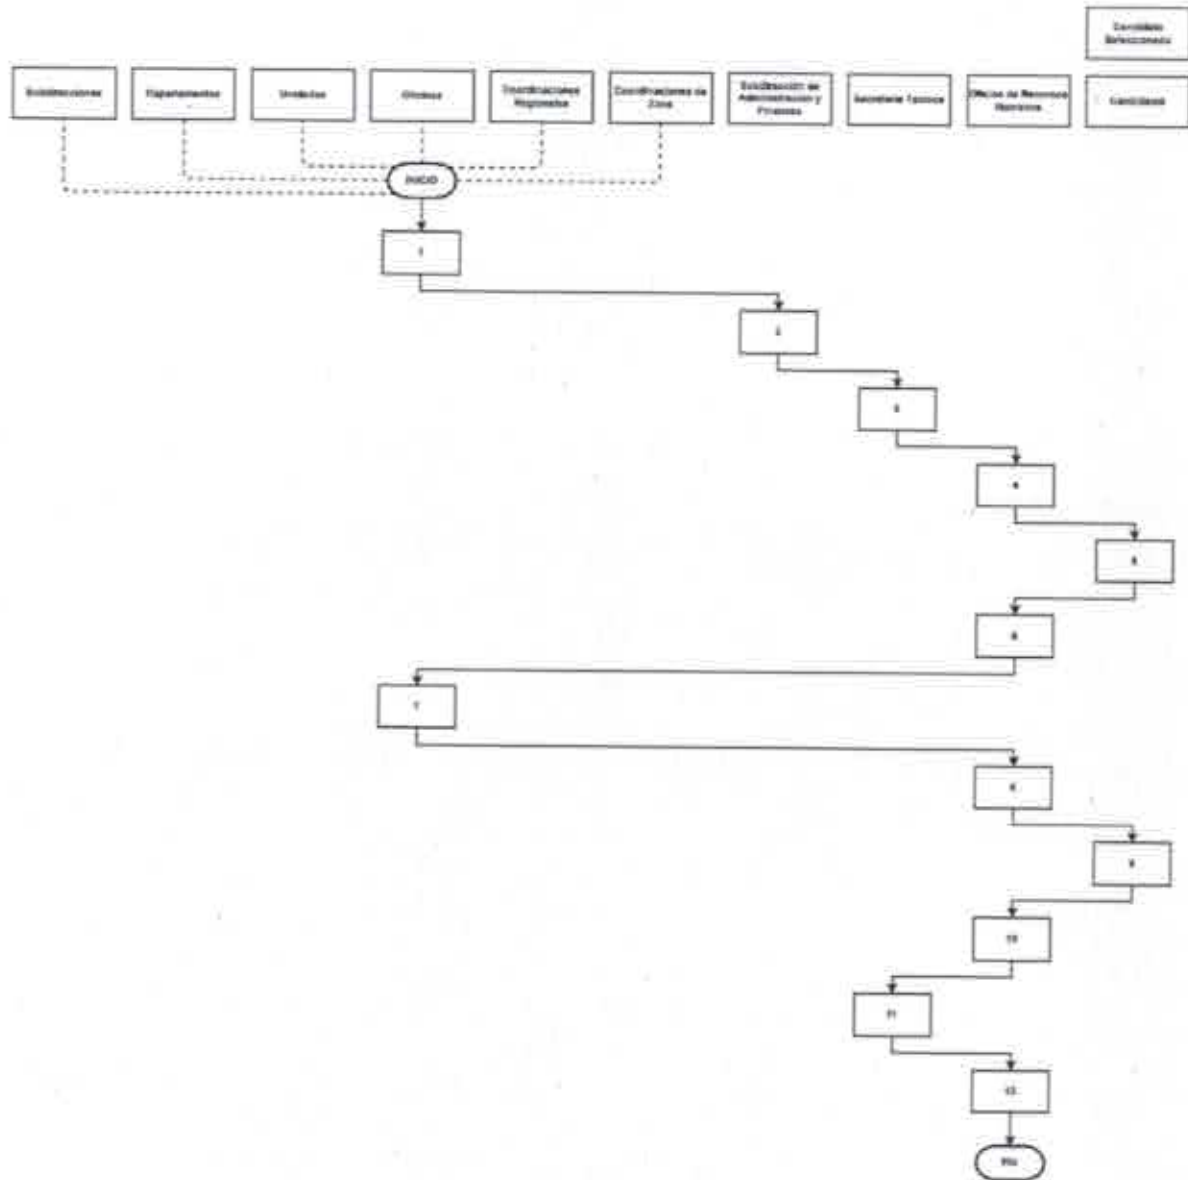 Candidato
Seleccionado
Subdirecciones
Departamentos
Unidades
Oficinas
Coordinaciones
Regionales
Coordinaciones de
Zona
Subdirección de
Administración y
Finanzas
Secretaría Técnica
Oficina de Recursos
Humanos
Candidatos
INICIO
1
2
3
4
5
6
7
8
9
10
11
12
FIN